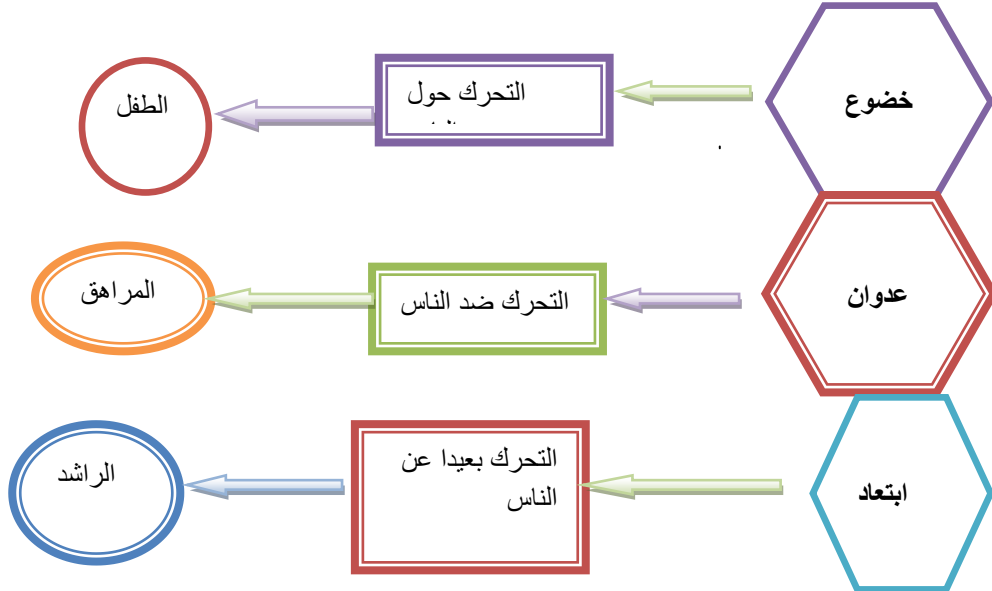 خضوع
التحرك حول
الطفل
عدوان
التحرك ضد الناس
المراهق
ابتعاد
التحرك بعيدا عن
الناس
الراشد